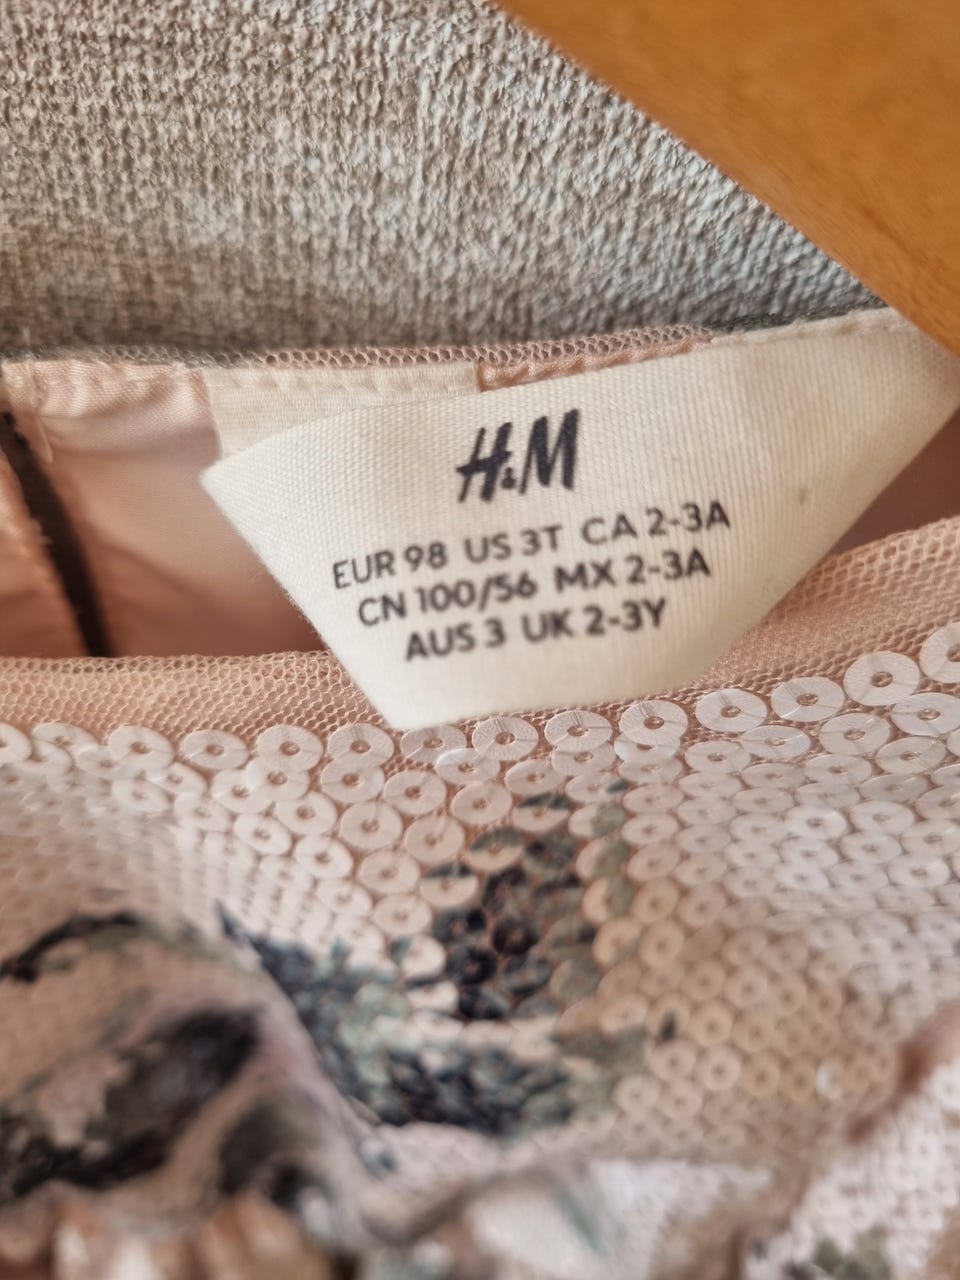 H&M
EUR 98 US 3T CA 2-3A
CN 100/56 MX 2-3A
AUS 3 UK 2-3Y